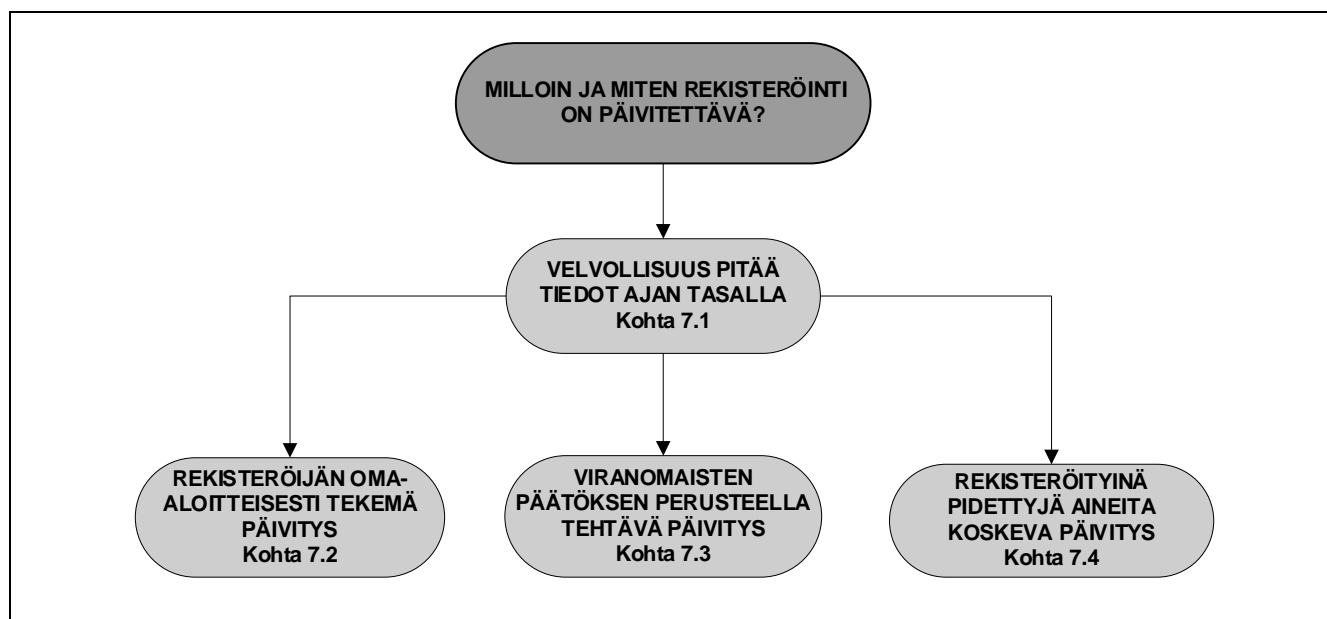 MILLOIN JA MITEN REKISTERÖINTI
ON PÄIVITETTÄVÄ?
VELVOLLISUUS PITÄÄ
TIEDOT AJAN TASALLA
Kohta 7.1
REKISTERÖIJÄN OMA-
ALOITTEISESTI TEKEMÄ
PÄIVITYS
Kohta 7.2
VIRANOMAISTEN
PÄÄTÖKSEN PERUSTEELLA
TEHTÄVÄ PÄIVITYS
Kohta 7.3
REKISTERÖITYINÄ
PIDETTYJÄ AINEITA
KOSKEVA PÄIVITYS
Kohta 7.4